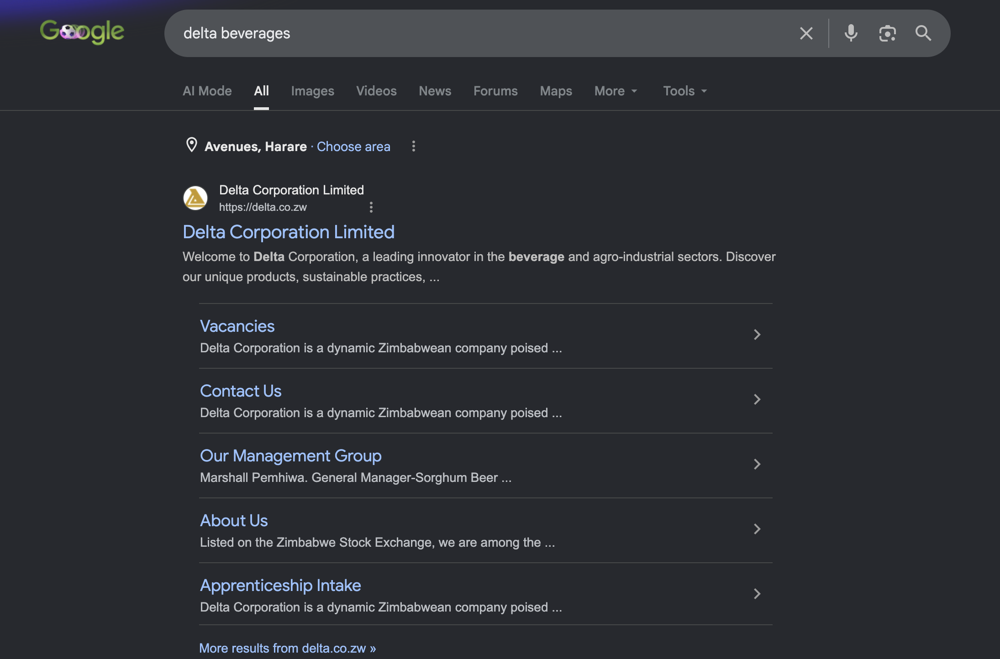 Google
delta beverages
AI Mode All Images Videos News Forums Maps More Tools
Avenues, Harare · Choose area
Delta Corporation Limited
https://delta.co.zw
Delta Corporation Limited
Welcome to Delta Corporation, a leading innovator in the beverage and agro-industrial sectors. Discover
our unique products, sustainable practices, ...
Vacancies
Delta Corporation is a dynamic Zimbabwean company poised ...
Contact Us
Delta Corporation is a dynamic Zimbabwean company poised ...
Our Management Group
Marshall Pemhiwa. General Manager-Sorghum Beer ...
About Us
Listed on the Zimbabwe Stock Exchange, we are among the ...
Apprenticeship Intake
Delta Corporation is a dynamic Zimbabwean company poised ...
More results from delta.co.zw »